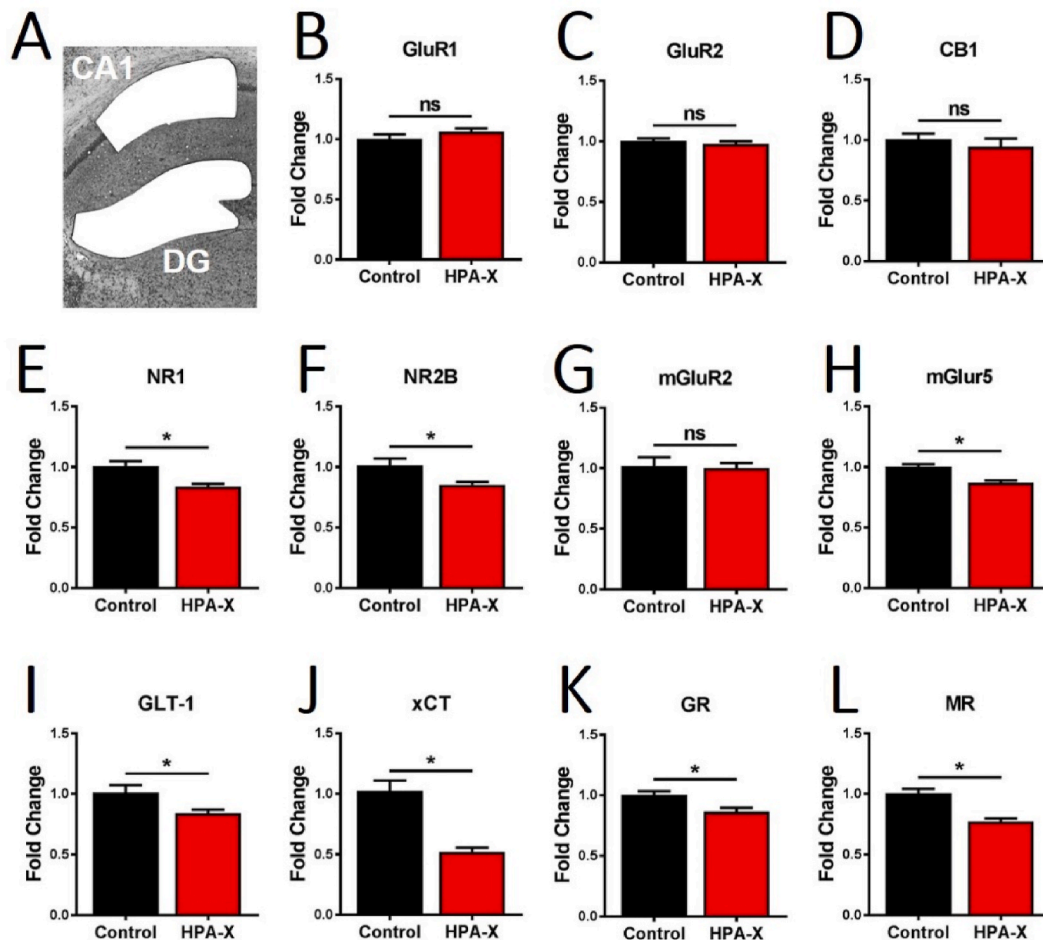 A
CA1
DG
B
GluR1
Fold Change
1.5
1.0
0.5
0.0
ns
Control HPA-X
C
GluR2
Fold Change
1.5
1.0
0.5
0.0
ns
Control HPA-X
D
CB1
Fold Change
1.5
1.0
0.5
0.0
ns
Control HPA-X
E
NR1
Fold Change
1.5
1.0
0.5
0.0
*
Control HPA-X
F
NR2B
Fold Change
1.5
1.0
0.5
0.0
*
Control HPA-X
G
mGluR2
Fold Change
1.5
1.0
0.5
0.0
ns
Control HPA-X
H
mGlur5
Fold Change
1.5
1.0
0.5
0.0
*
Control HPA-X
I
GLT-1
Fold Change
1.5
1.0
0.5
0.0
*
Control HPA-X
J
xCT
Fold Change
1.5
1.0
0.5
0.0
*
Control HPA-X
K
GR
Fold Change
1.5
1.0
0.5
0.0
*
Control HPA-X
L
MR
Fold Change
1.5
1.0
0.5
0.0
*
Control HPA-X